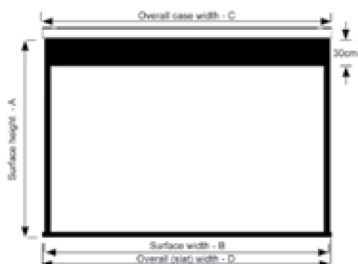 Overall case width - C
30cm
Surface height - A
Surface width - B
Overall (slat) width - D